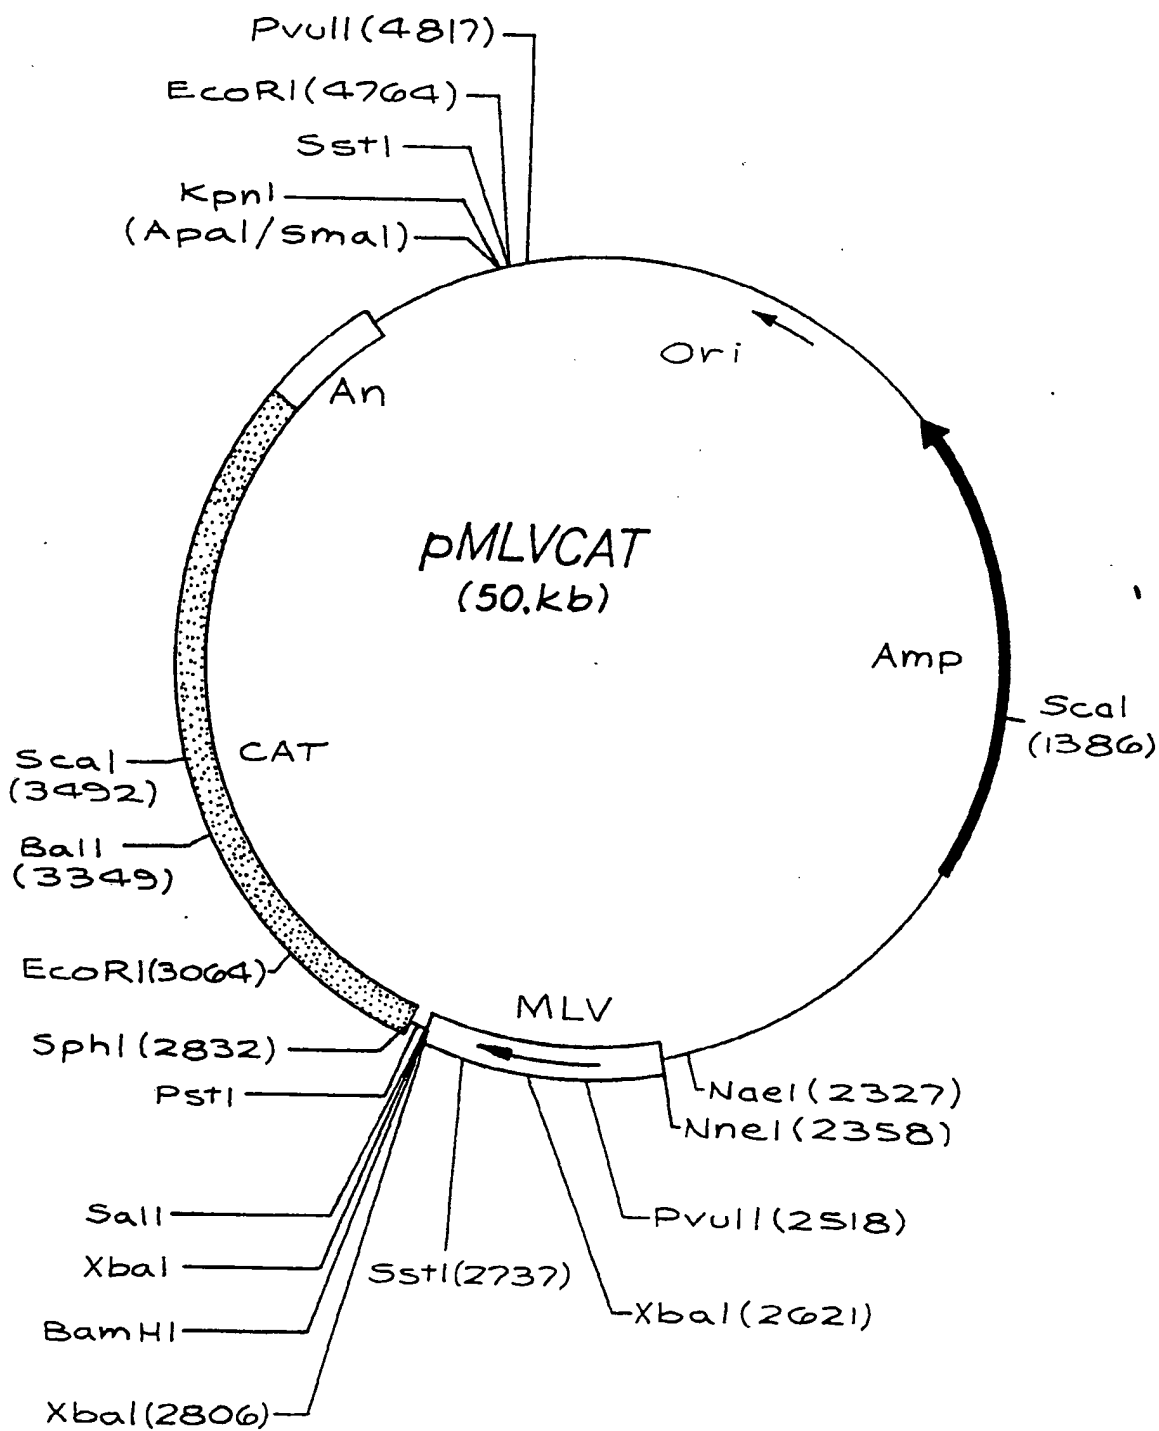 PvuII(4817)
EcoRI(4764)
SstI
KpnI
(ApaI/SmaI)
Ori
An
pMLVCAT
(50.kb)
Amp
ScaI
(1386)
CAT
ScaI
(3492)
BalI
(3349)
EcoRI(3064)
MLV
SphI(2832)
PstI
NaeI(2327)
NneI(2358)
SalI
PvuII(2518)
XbaI
SstI(2737)
XbaI(2621)
BamHI
XbaI(2806)